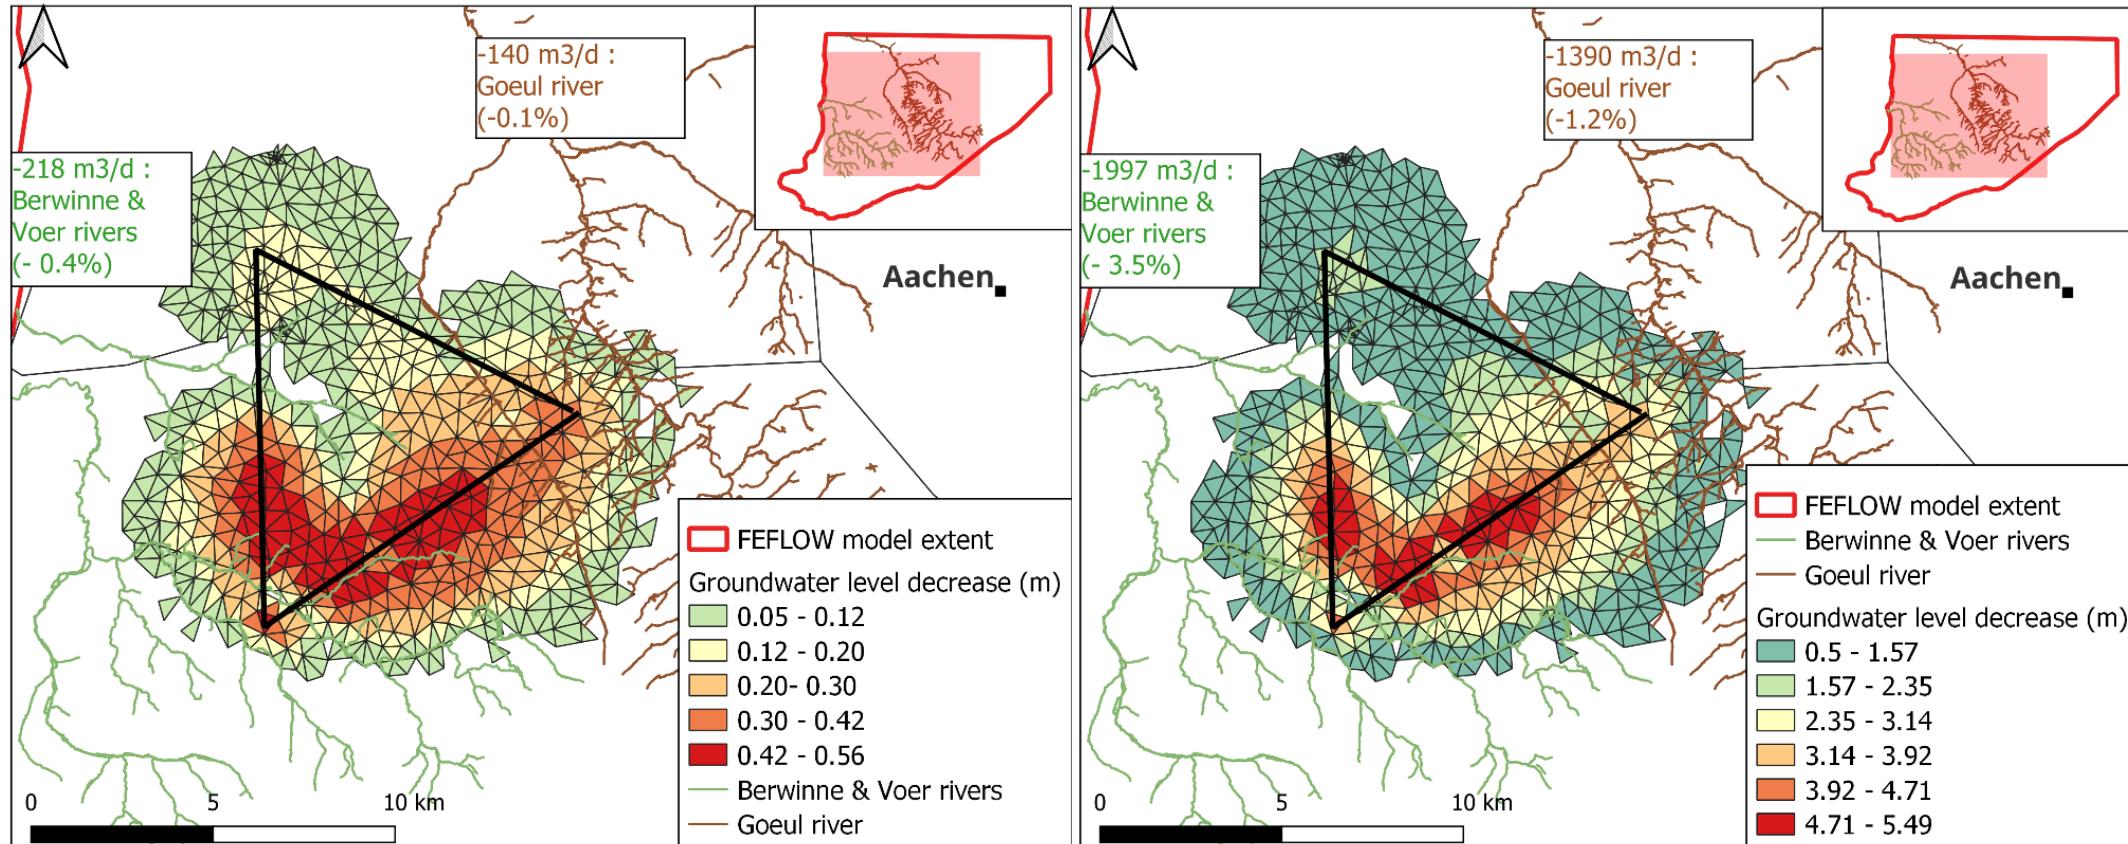 -140 m3/d :
Goeul river
(-0.1%)
-218 m3/d :
Berwinne &
Voer rivers
(- 0.4%)
Aachen
FEFLOW model extent
Groundwater level decrease (m)
0.05 - 0.12
0.12 - 0.20
0.20- 0.30
0.30 - 0.42
0.42 - 0.56
Berwinne & Voer rivers
Goeul river
0 5 10 km
-1390 m3/d :
Goeul river
(-1.2%)
-1997 m3/d :
Berwinne &
Voer rivers
(- 3.5%)
Aachen
FEFLOW model extent
Berwinne & Voer rivers
Goeul river
Groundwater level decrease (m)
0.5 - 1.57
1.57 - 2.35
2.35 - 3.14
3.14 - 3.92
3.92 - 4.71
4.71 - 5.49
0 5 10 km